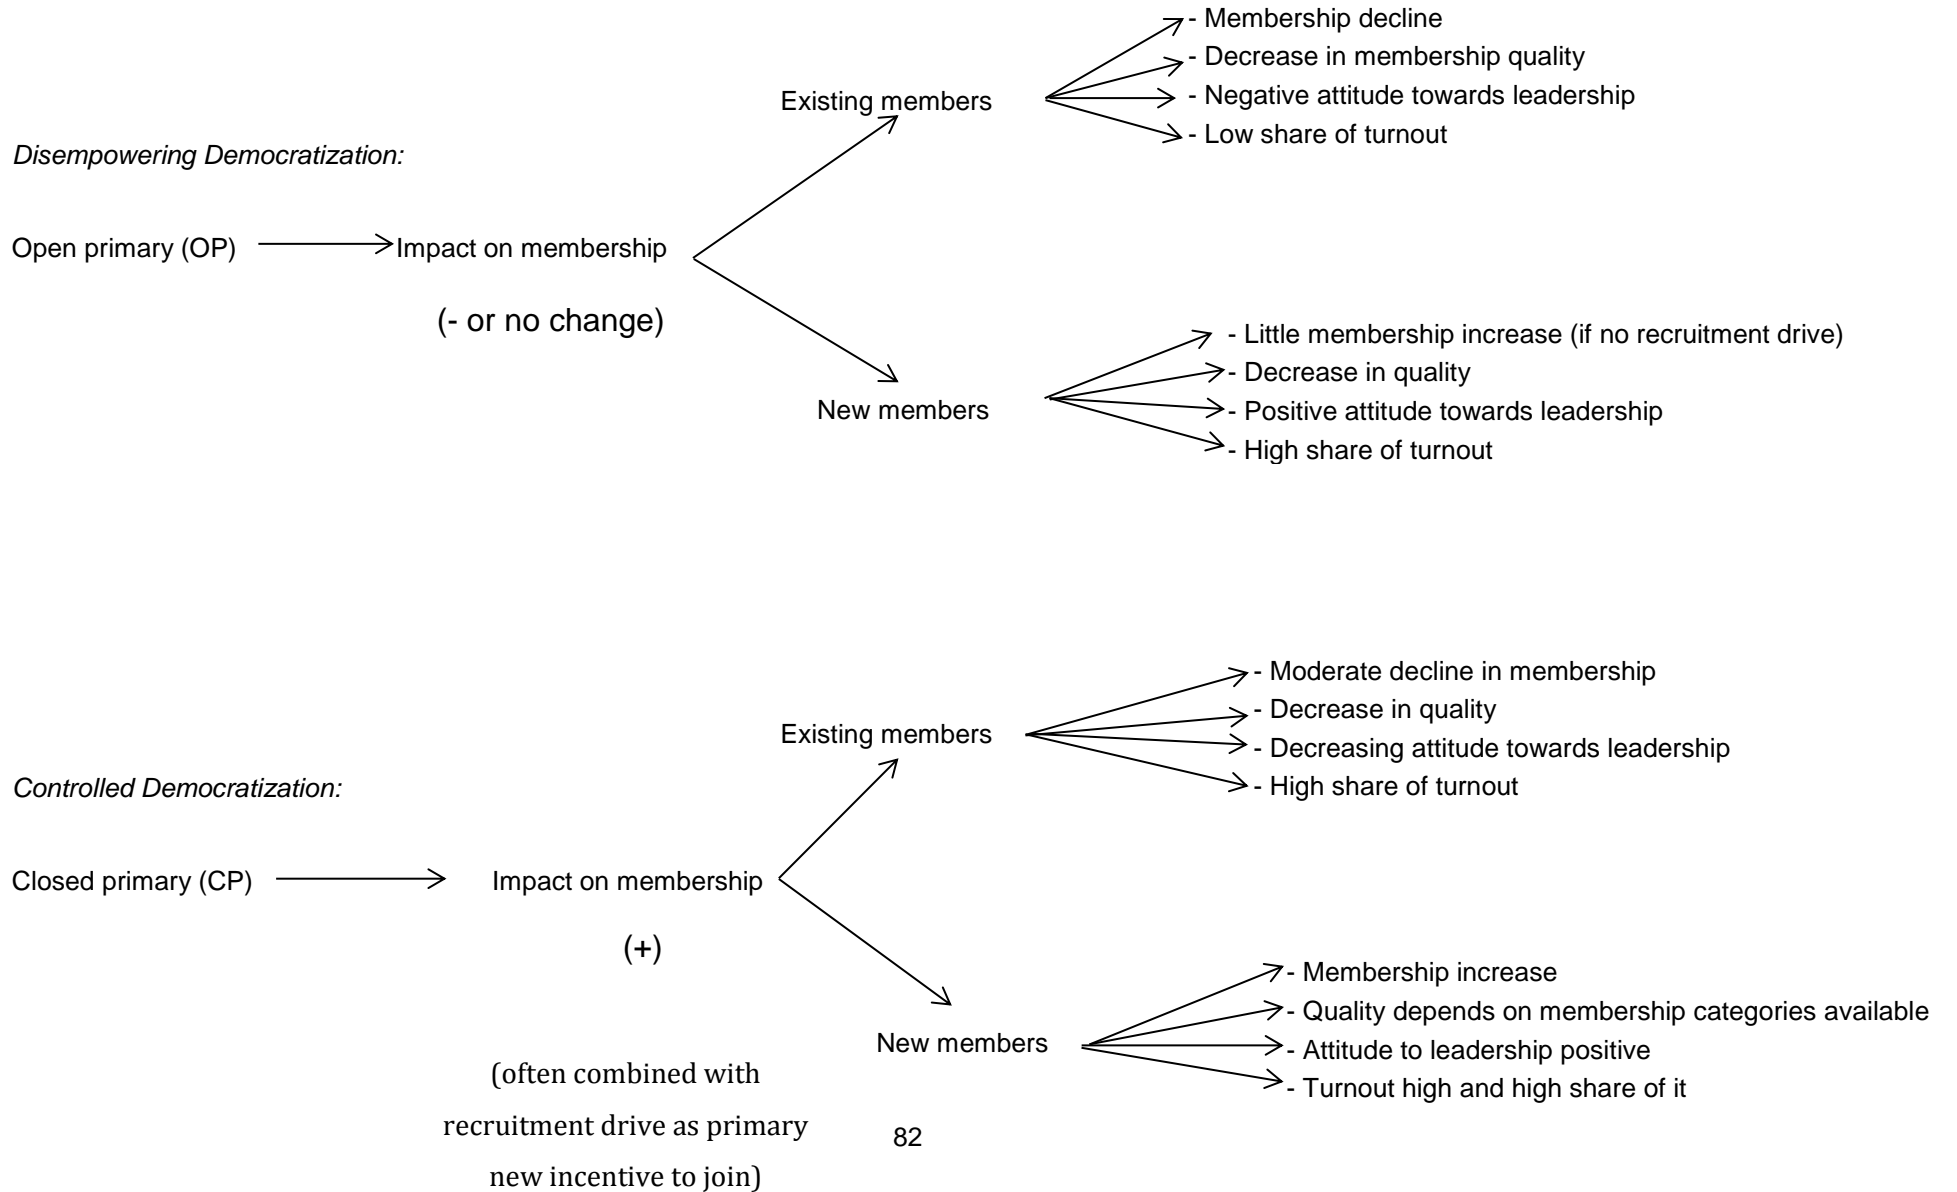 - Membership decline
- Decrease in membership quality
Existing members
- Negative attitude towards leadership
- Low share of turnout
Disempowering Democratization:
Open primary (OP)
Impact on membership
(- or no change)
- Little membership increase (if no recruitment drive)
- Decrease in quality
New members
- Positive attitude towards leadership
- High share of turnout
- Moderate decline in membership
- Decrease in quality
Existing members
- Decreasing attitude towards leadership
- High share of turnout
Controlled Democratization:
Closed primary (CP)
Impact on membership
(+)
- Membership increase
- Quality depends on membership categories available
New members
- Attitude to leadership positive
- Turnout high and high share of it
(often combined with
recruitment drive as primary
new incentive to join)
82